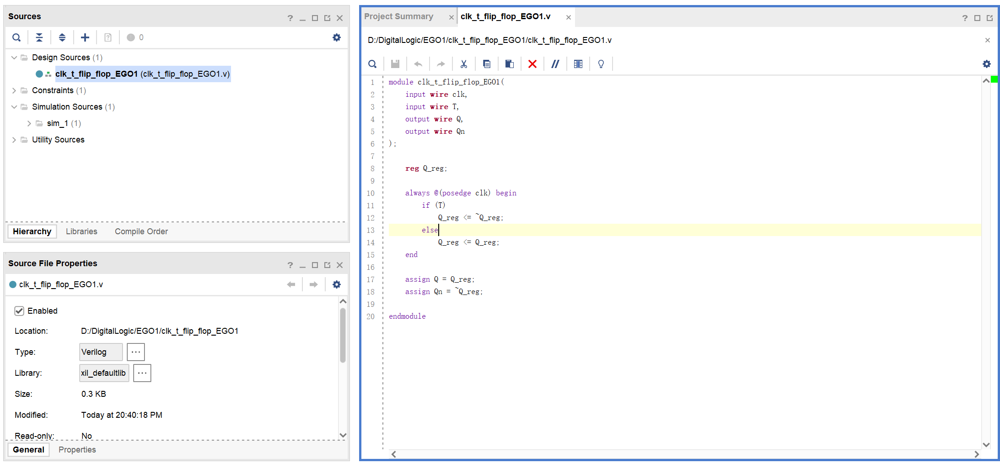 Sources
0
Design Sources (1)
clk_t_flip_flop_EGO1 (clk_t_flip_flop_EGO1.v)
Constraints (1)
Simulation Sources (1)
sim_1 (1)
Utility Sources
Hierarchy Libraries Compile Order
Source File Properties
clk_t_flip_flop_EGO1.v
Enabled
Location: D:/DigitalLogic/EGO1/clk_t_flip_flop_EGO1
Type: Verilog ...
Library: xil_defaultlib ...
Size: 0.3 KB
Modified: Today at 20:40:18 PM
Read-only: No
General Properties
Project Summary clk_t_flip_flop_EGO1.v
D:/DigitalLogic/EGO1/clk_t_flip_flop_EGO1/clk_t_flip_flop_EGO1.v
1 module clk_t_flip_flop_EGO1(
2 input wire clk,
3 input wire T,
4 output wire Q,
5 output wire Qn
6 );
7
8 reg Q_reg;
9
10 always @(posedge clk) begin
11 if (T)
12 Q_reg <= ~Q_reg;
13 else
14 Q_reg <= Q_reg;
15 end
16
17 assign Q = Q_reg;
18 assign Qn = ~Q_reg;
19
20 endmodule